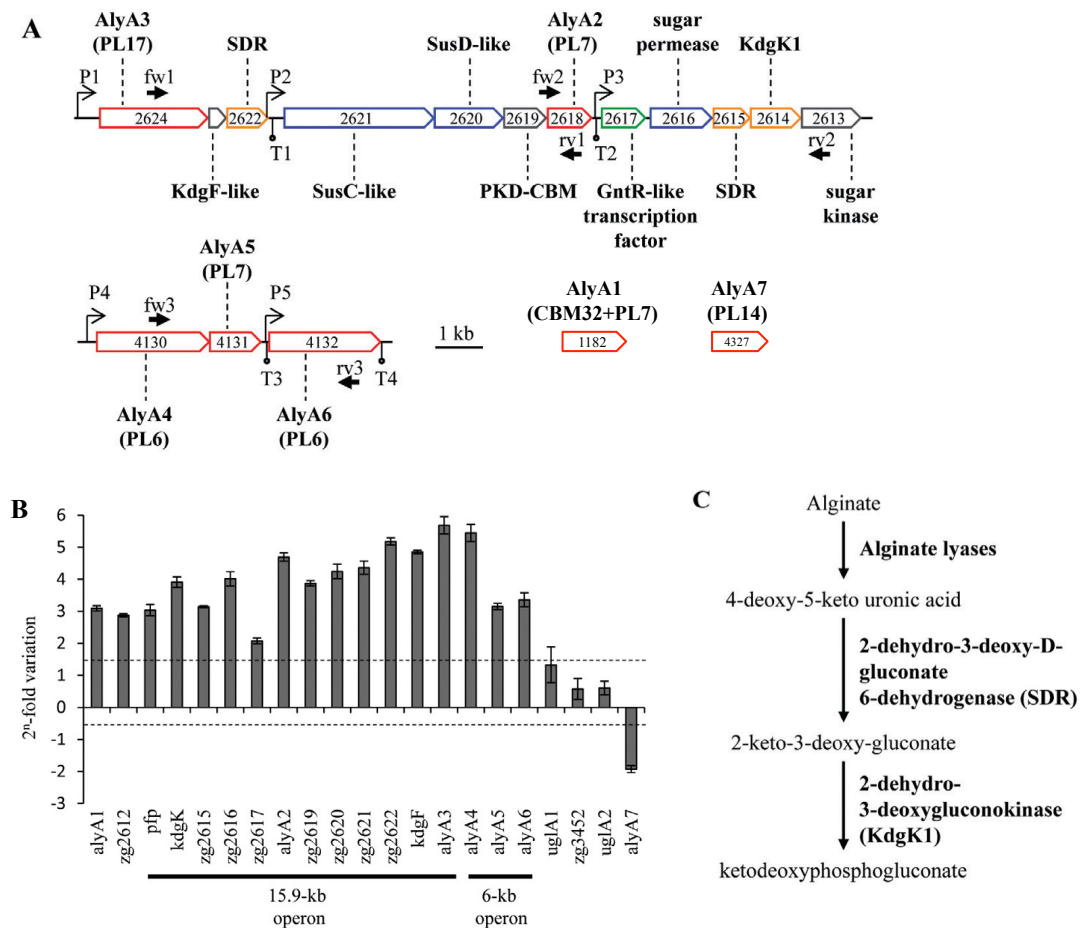 A
AlyA3
(PL17)
SDR
SusD-like
AlyA2
(PL7)
sugar
permease
KdgK1
P1
fw1
P2
fw2
P3
2624
2622
2621
2620
2619
2618
2617
2616
2615
2614
2613
T1
rv1
T2
rv2
KdgF-like
SusC-like
PKD-CBM
GntR-like
transcription
factor
SDR
sugar
kinase
AlyA5
(PL7)
P4
fw3
P5
4130
4131
4132
T3
rv3
T4
AlyA4
(PL6)
AlyA6
(PL6)
1 kb
AlyA1
(CBM32+PL7)
1182
AlyA7
(PL14)
4327
B
2ⁿ-fold variation
6
5
4
3
2
1
0
-1
-2
-3
alyA1
zg2612
pfp
kdgK
zg2615
zg2616
zg2617
alyA2
zg2619
zg2620
zg2621
zg2622
kdgF
alyA3
alyA4
alyA5
alyA6
uglA1
zg3452
uglA2
alyA7
15.9-kb
operon
6-kb
operon
C
Alginate
Alginate lyases
4-deoxy-5-keto uronic acid
2-dehydro-3-deoxy-D-
gluconate
6-dehydrogenase (SDR)
2-keto-3-deoxy-gluconate
2-dehydro-
3-deoxygluconokinase
(KdgK1)
ketodeoxyphosphogluconate